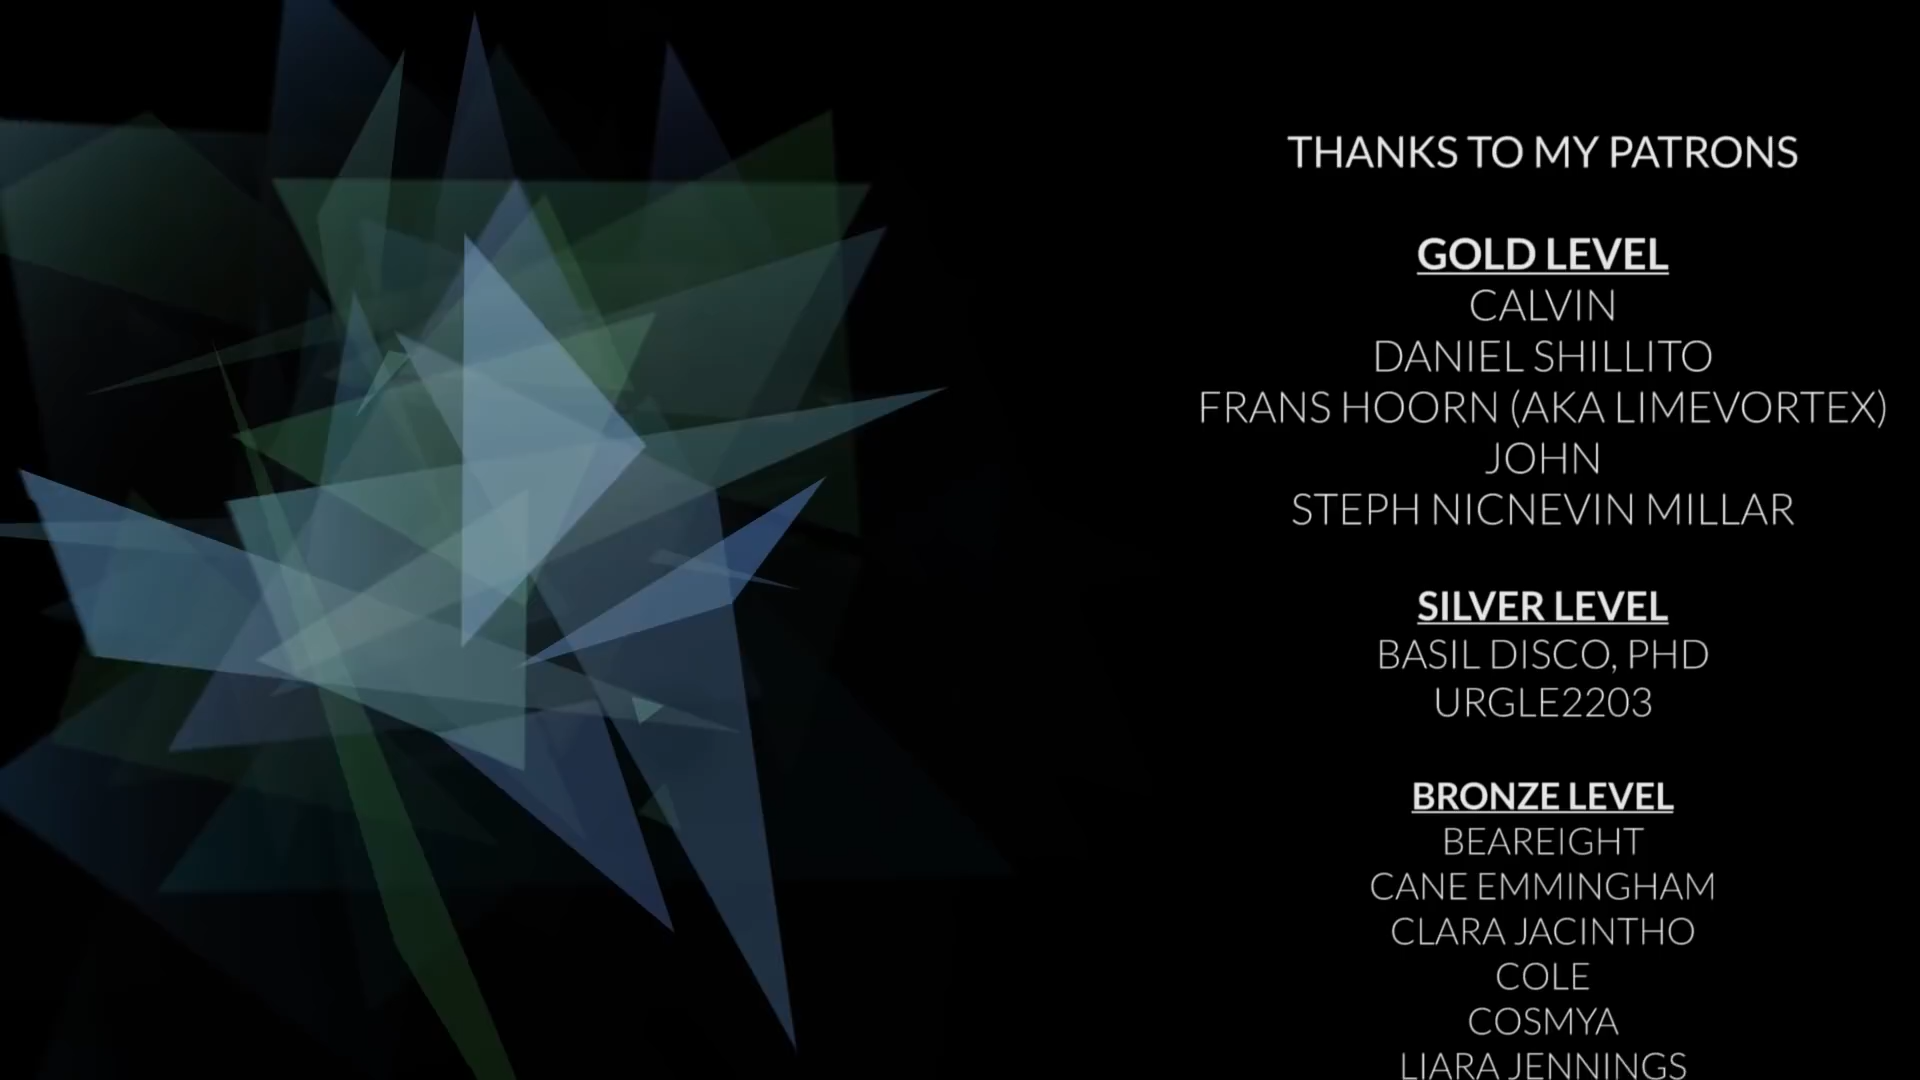 THANKS TO MY PATRONS
GOLD LEVEL
CALVIN
DANIEL SHILLITO
FRANS HOORN (AKA LIMEVORTEX)
JOHN
STEPH NICNEVIN MILLAR
SILVER LEVEL
BASIL DISCO, PHD
URGLE2203
BRONZE LEVEL
BEAREIGHT
CANE EMMINGHAM
CLARA JACINTHO
COLE
COSMYA
LIARA JENNINGS